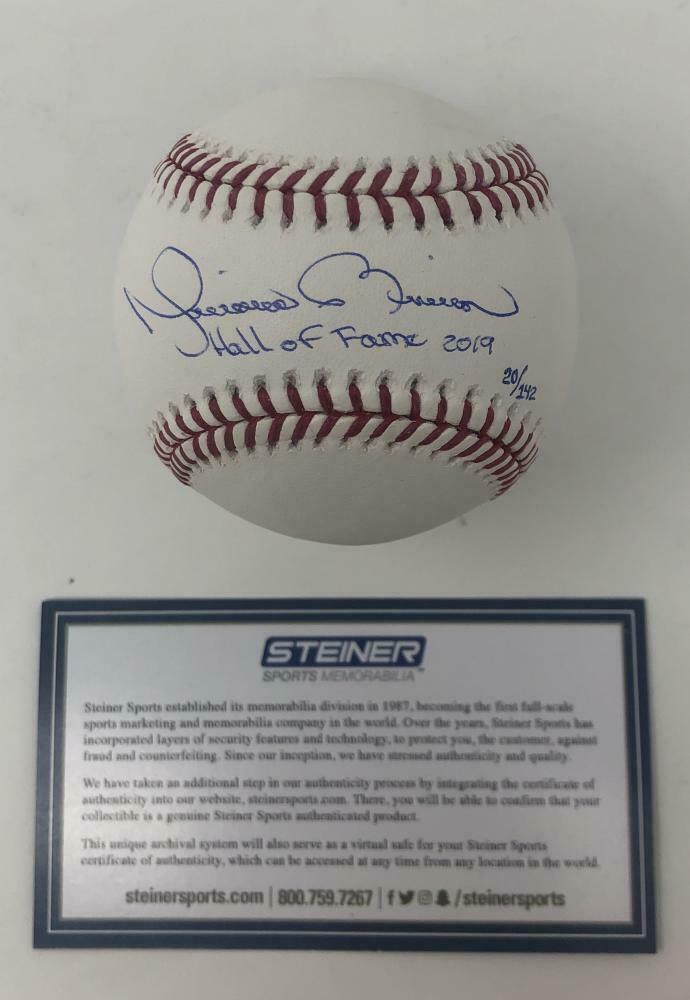 Mariano Rivera
Hall of Fame 2019
20/142
STEINER
SPORTS MEMORABILIA™
Steiner Sports established its memorabilia division in 1987, becoming the first full-scale
sports marketing and memorabilia company in the world. Over the years, Steiner Sports has
incorporated layers of security features and technology, to protect you, the customer, against
fraud and counterfeiting. Since our inception, we have stressed authenticity and quality.
We have taken an additional step in our authenticity process by integrating the certificate of
authenticity into our website, steinersports.com. There, you will be able to confirm that your
collectible is a genuine Steiner Sports authenticated product.
This unique archival system will also serve as a virtual safe for your Steiner Sports
certificate of authenticity, which can be accessed at any time from any location in the world.
steinersports.com | 800.759.7267 | f /steinersports